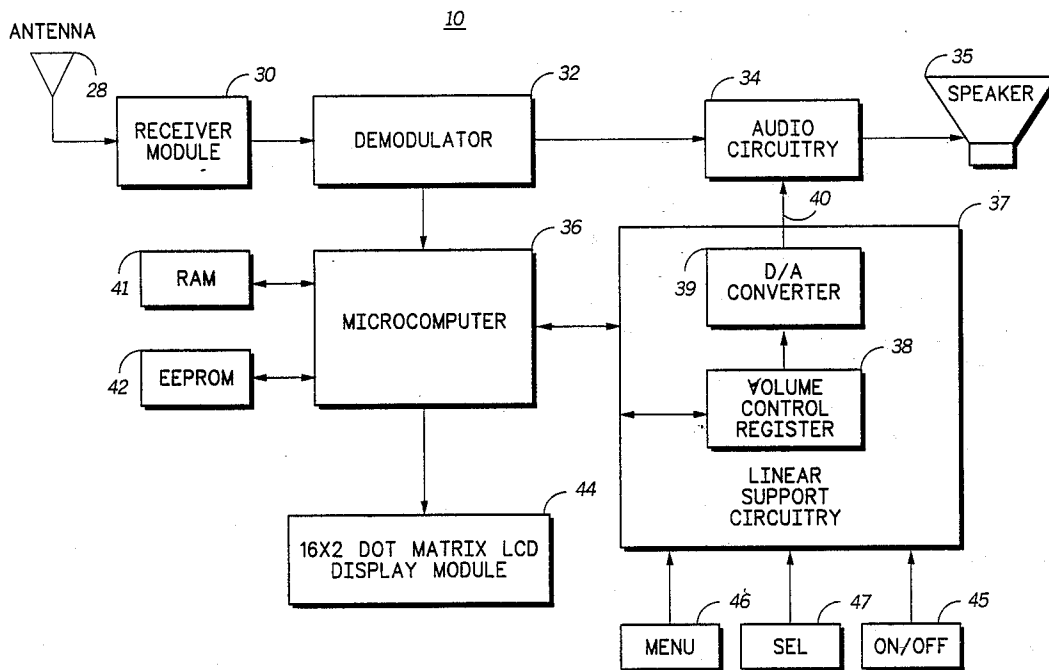 10
ANTENNA
28
30
RECEIVER
MODULE
32
DEMODULATOR
34
AUDIO
CIRCUITRY
35
SPEAKER
40
37
36
MICROCOMPUTER
41
RAM
42
EEPROM
39
D/A
CONVERTER
38
VOLUME
CONTROL
REGISTER
LINEAR
SUPPORT
CIRCUITRY
44
16X2 DOT MATRIX LCD
DISPLAY MODULE
46
MENU
47
SEL
45
ON/OFF